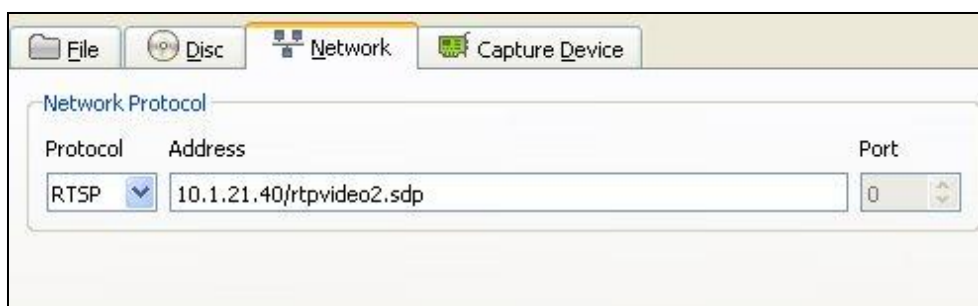 File Disc Network Capture Device
Network Protocol
Protocol Address Port
RTSP 10.1.21.40/rtpvideo2.sdp 0